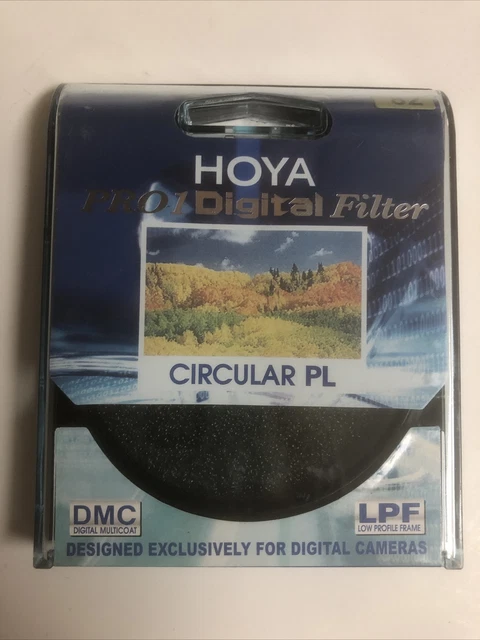 HOYA
PRO1 Digital Filter
CIRCULAR PL
DMC
DIGITAL MULTICOAT
LPF
LOW PROFILE FRAME
DESIGNED EXCLUSIVELY FOR DIGITAL CAMERAS